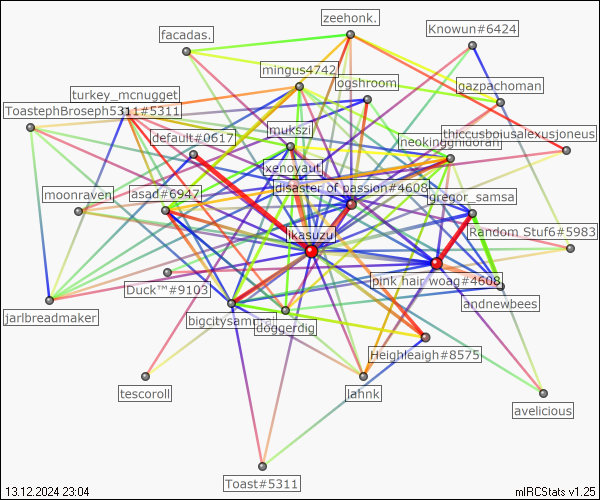 zeehonk.
facadas.
Knowun#6424
mingus4742
logshroom
gazpachoman
turkey_mcnugget
ToastephBroseph5311#5311
mukszi
default#0617
neokingghidorah
thiccusboiusalexusjoneus
xenoyaut
moonraven
asad#6947
disaster of passion#4608
gregor_samsa
Random Stuf6#5983
ikasuzu
Duck™#9103
pink hair woag#4608
andnewbees
jarlbreadmaker
bigcitysam
doggerdig
Heighleaigh#8575
tescoroll
lahnk
avelicious
Toast#5311
13.12.2024 23:04
mIRCStats v1.25